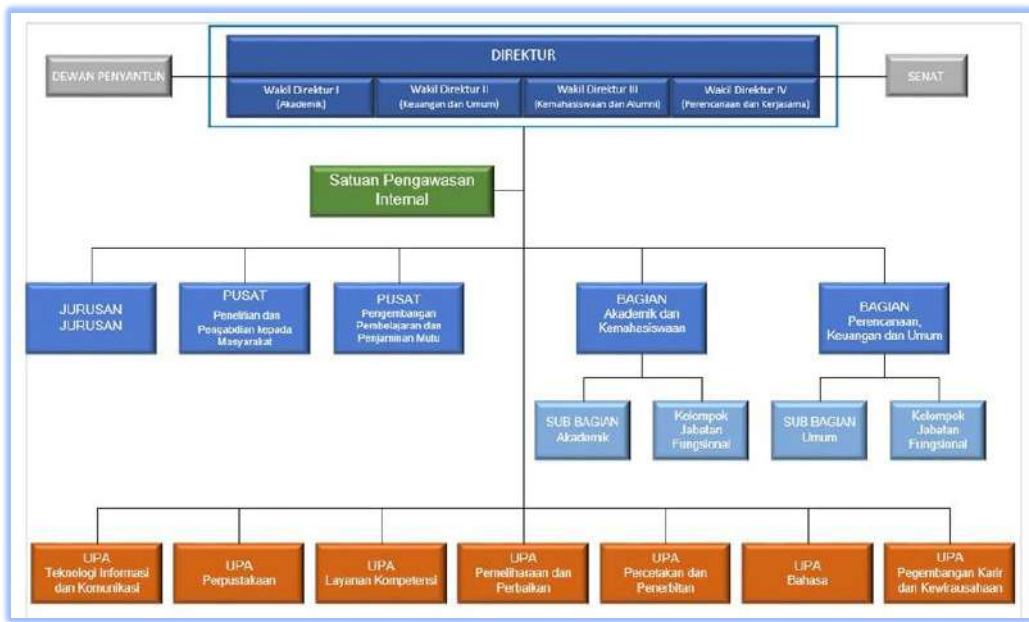 DIREKTUR
DEWAN PENYANTUN
SENAT
Wakil Direktur I
(Akademik)
Wakil Direktur II
(Keuangan dan Umum)
Wakil Direktur III
(Kemahasiswaan dan Alumni)
Wakil Direktur IV
(Perencanaan dan Kerjasama)
Satuan Pengawasan
Internal
JURUSAN
JURUSAN
PUSAT
Penelitian dan
Pengabdian kepada
Masyarakat
PUSAT
Pengembangan
Pembelajaran dan
Penjaminan Mutu
BAGIAN
Akademik dan
Kemahasiswaan
BAGIAN
Perencanaan,
Keuangan dan Umum
SUB BAGIAN
Akademik
Kelompok
Jabatan
Fungsional
SUB BAGIAN
Umum
Kelompok
Jabatan
Fungsional
UPA
Teknologi Informasi
dan Komunikasi
UPA
Perpustakaan
UPA
Layanan Kompetensi
UPA
Pemeliharaan dan
Perbaikan
UPA
Percetakan dan
Penerbitan
UPA
Bahasa
UPA
Pegembangan Karir
dan Kewirausahaan